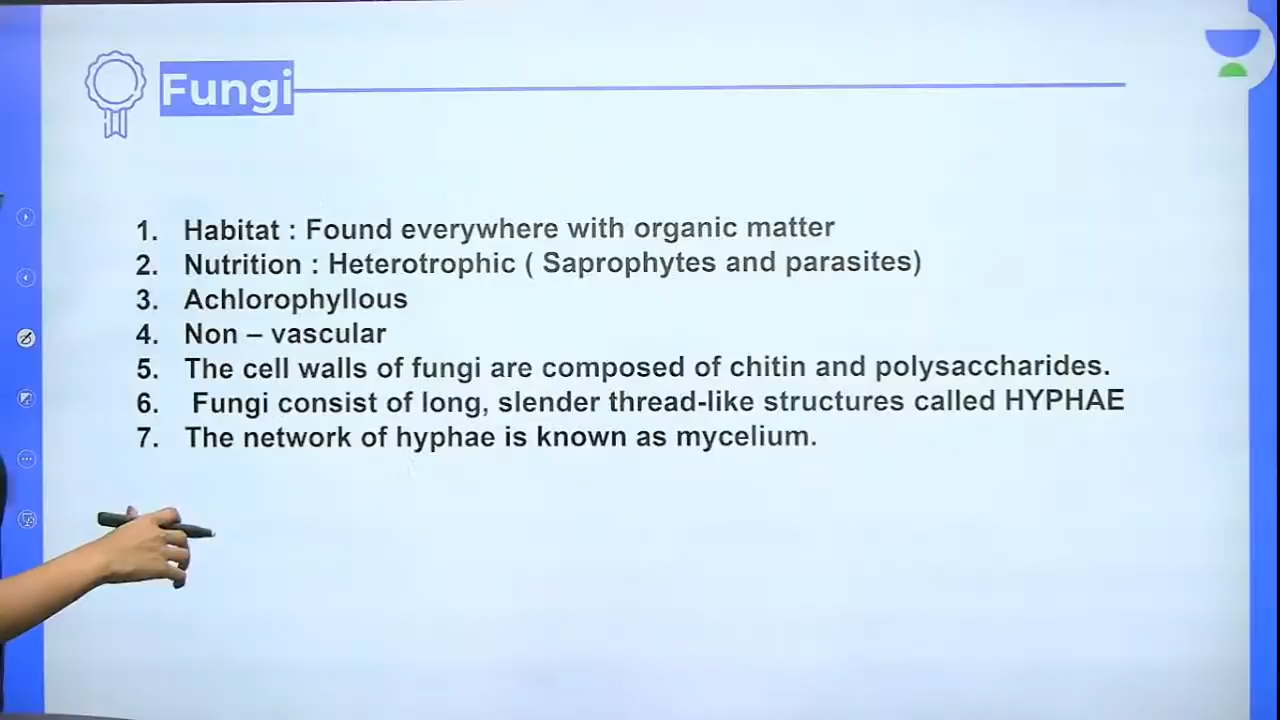 Fungi
1. Habitat : Found everywhere with organic matter
2. Nutrition : Heterotrophic ( Saprophytes and parasites)
3. Achlorophyllous
4. Non – vascular
5. The cell walls of fungi are composed of chitin and polysaccharides.
6. Fungi consist of long, slender thread-like structures called HYPHAE
7. The network of hyphae is known as mycelium.